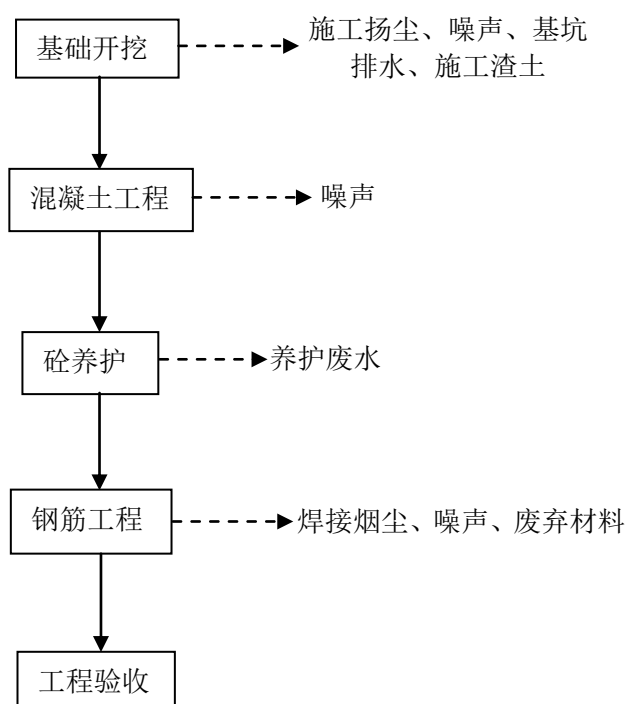 基础开挖
施工扬尘、噪声、基坑
排水、施工渣土
混凝土工程
噪声
砼养护
养护废水
钢筋工程
焊接烟尘、噪声、废弃材料
工程验收